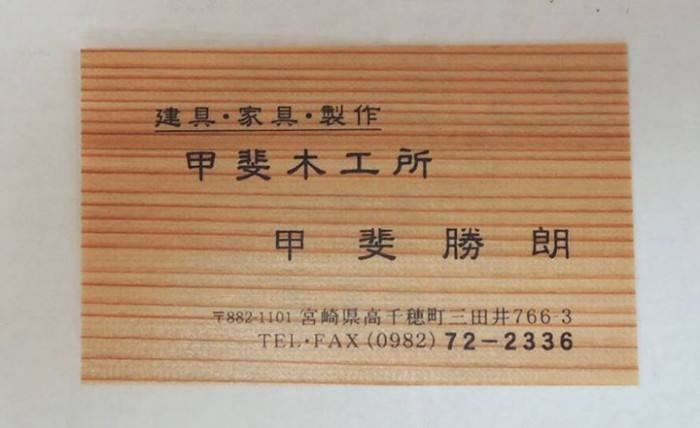 建具・家具・製作
甲斐木工所
甲斐勝朗
〒882-1101 宮崎県高千穂町三田井766-3
TEL・FAX (0982) 72-2336